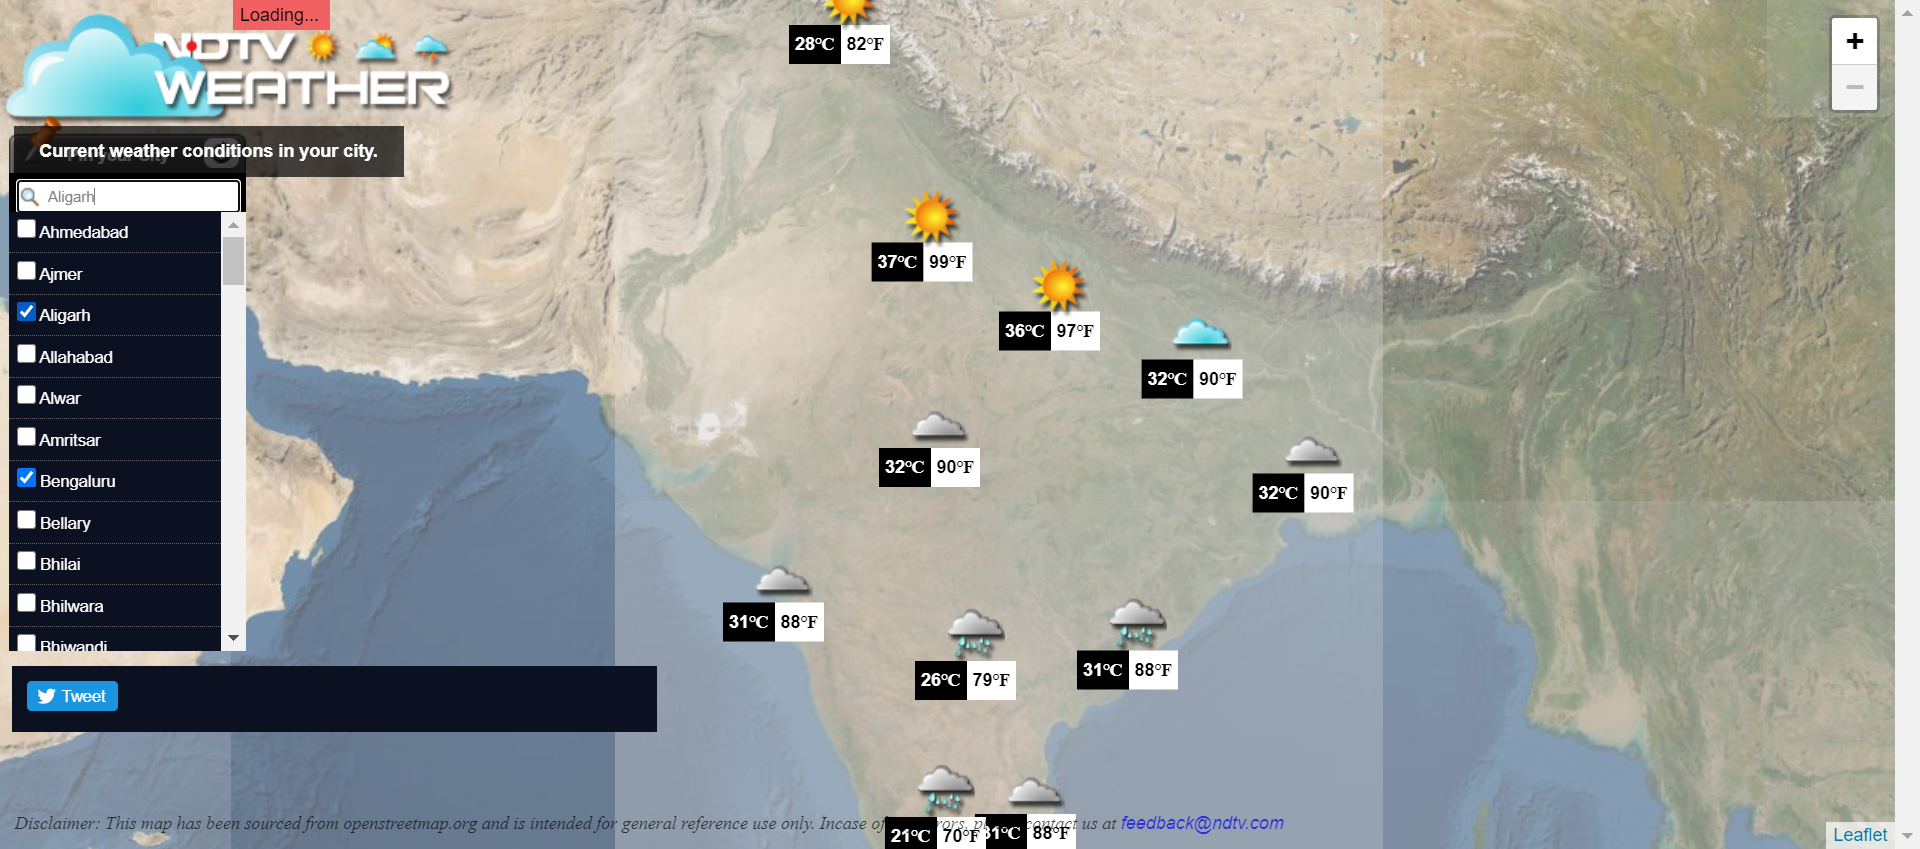 Loading...
NDTV
WEATHER
Current weather conditions in your city.
Aligarh
Ahmedabad
Ajmer
Aligarh
Allahabad
Alwar
Amritsar
Bengaluru
Bellary
Bhilai
Bhilwara
Bhiwandi
Tweet
28°C 82°F
37°C 99°F
36°C 97°F
32°C 90°F
32°C 90°F
32°C 90°F
31°C 88°F
26°C 79°F
31°C 88°F
21°C 70°F
31°C 88°F
+
−
Disclaimer: This map has been sourced from openstreetmap.org and is intended for general reference use only. Incase of contact us at feedback@ndtv.com
Leaflet